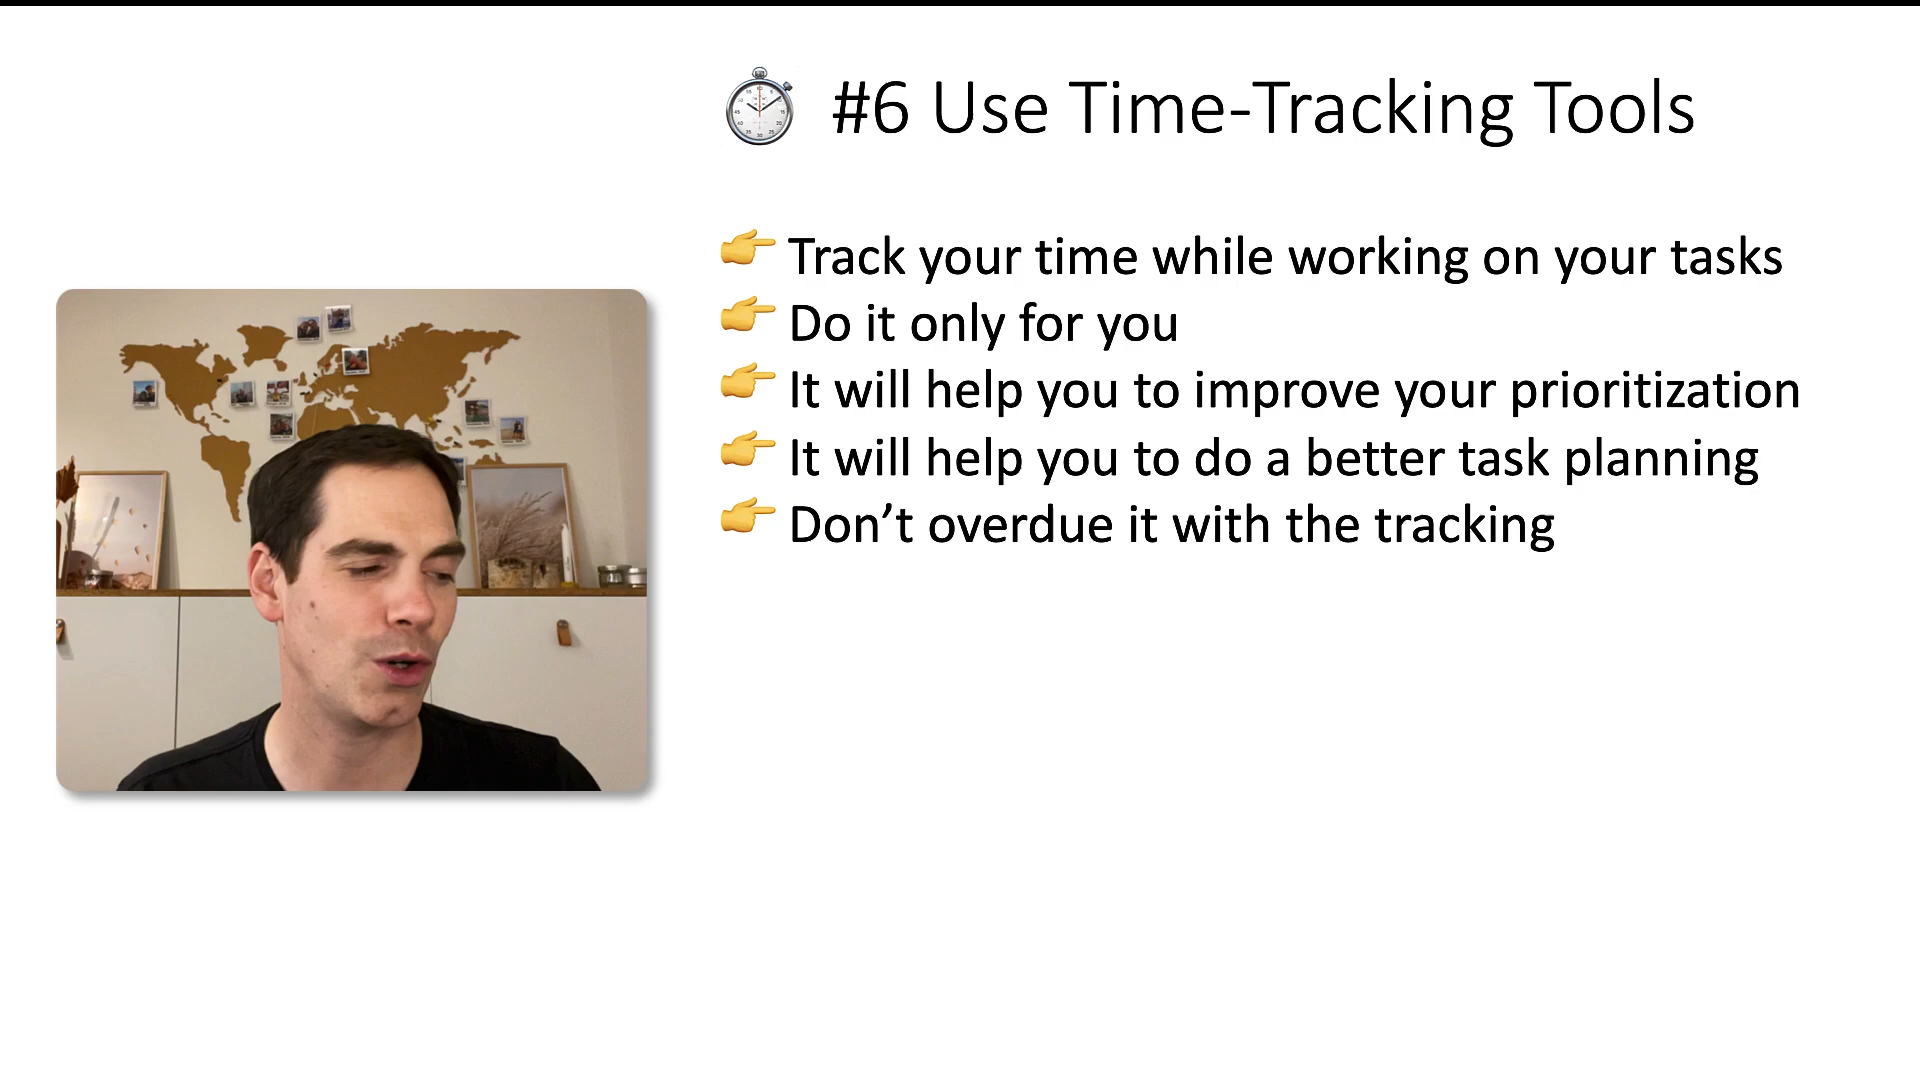 #6 Use Time-Tracking Tools
Track your time while working on your tasks
Do it only for you
It will help you to improve your prioritization
It will help you to do a better task planning
Don’t overdue it with the tracking